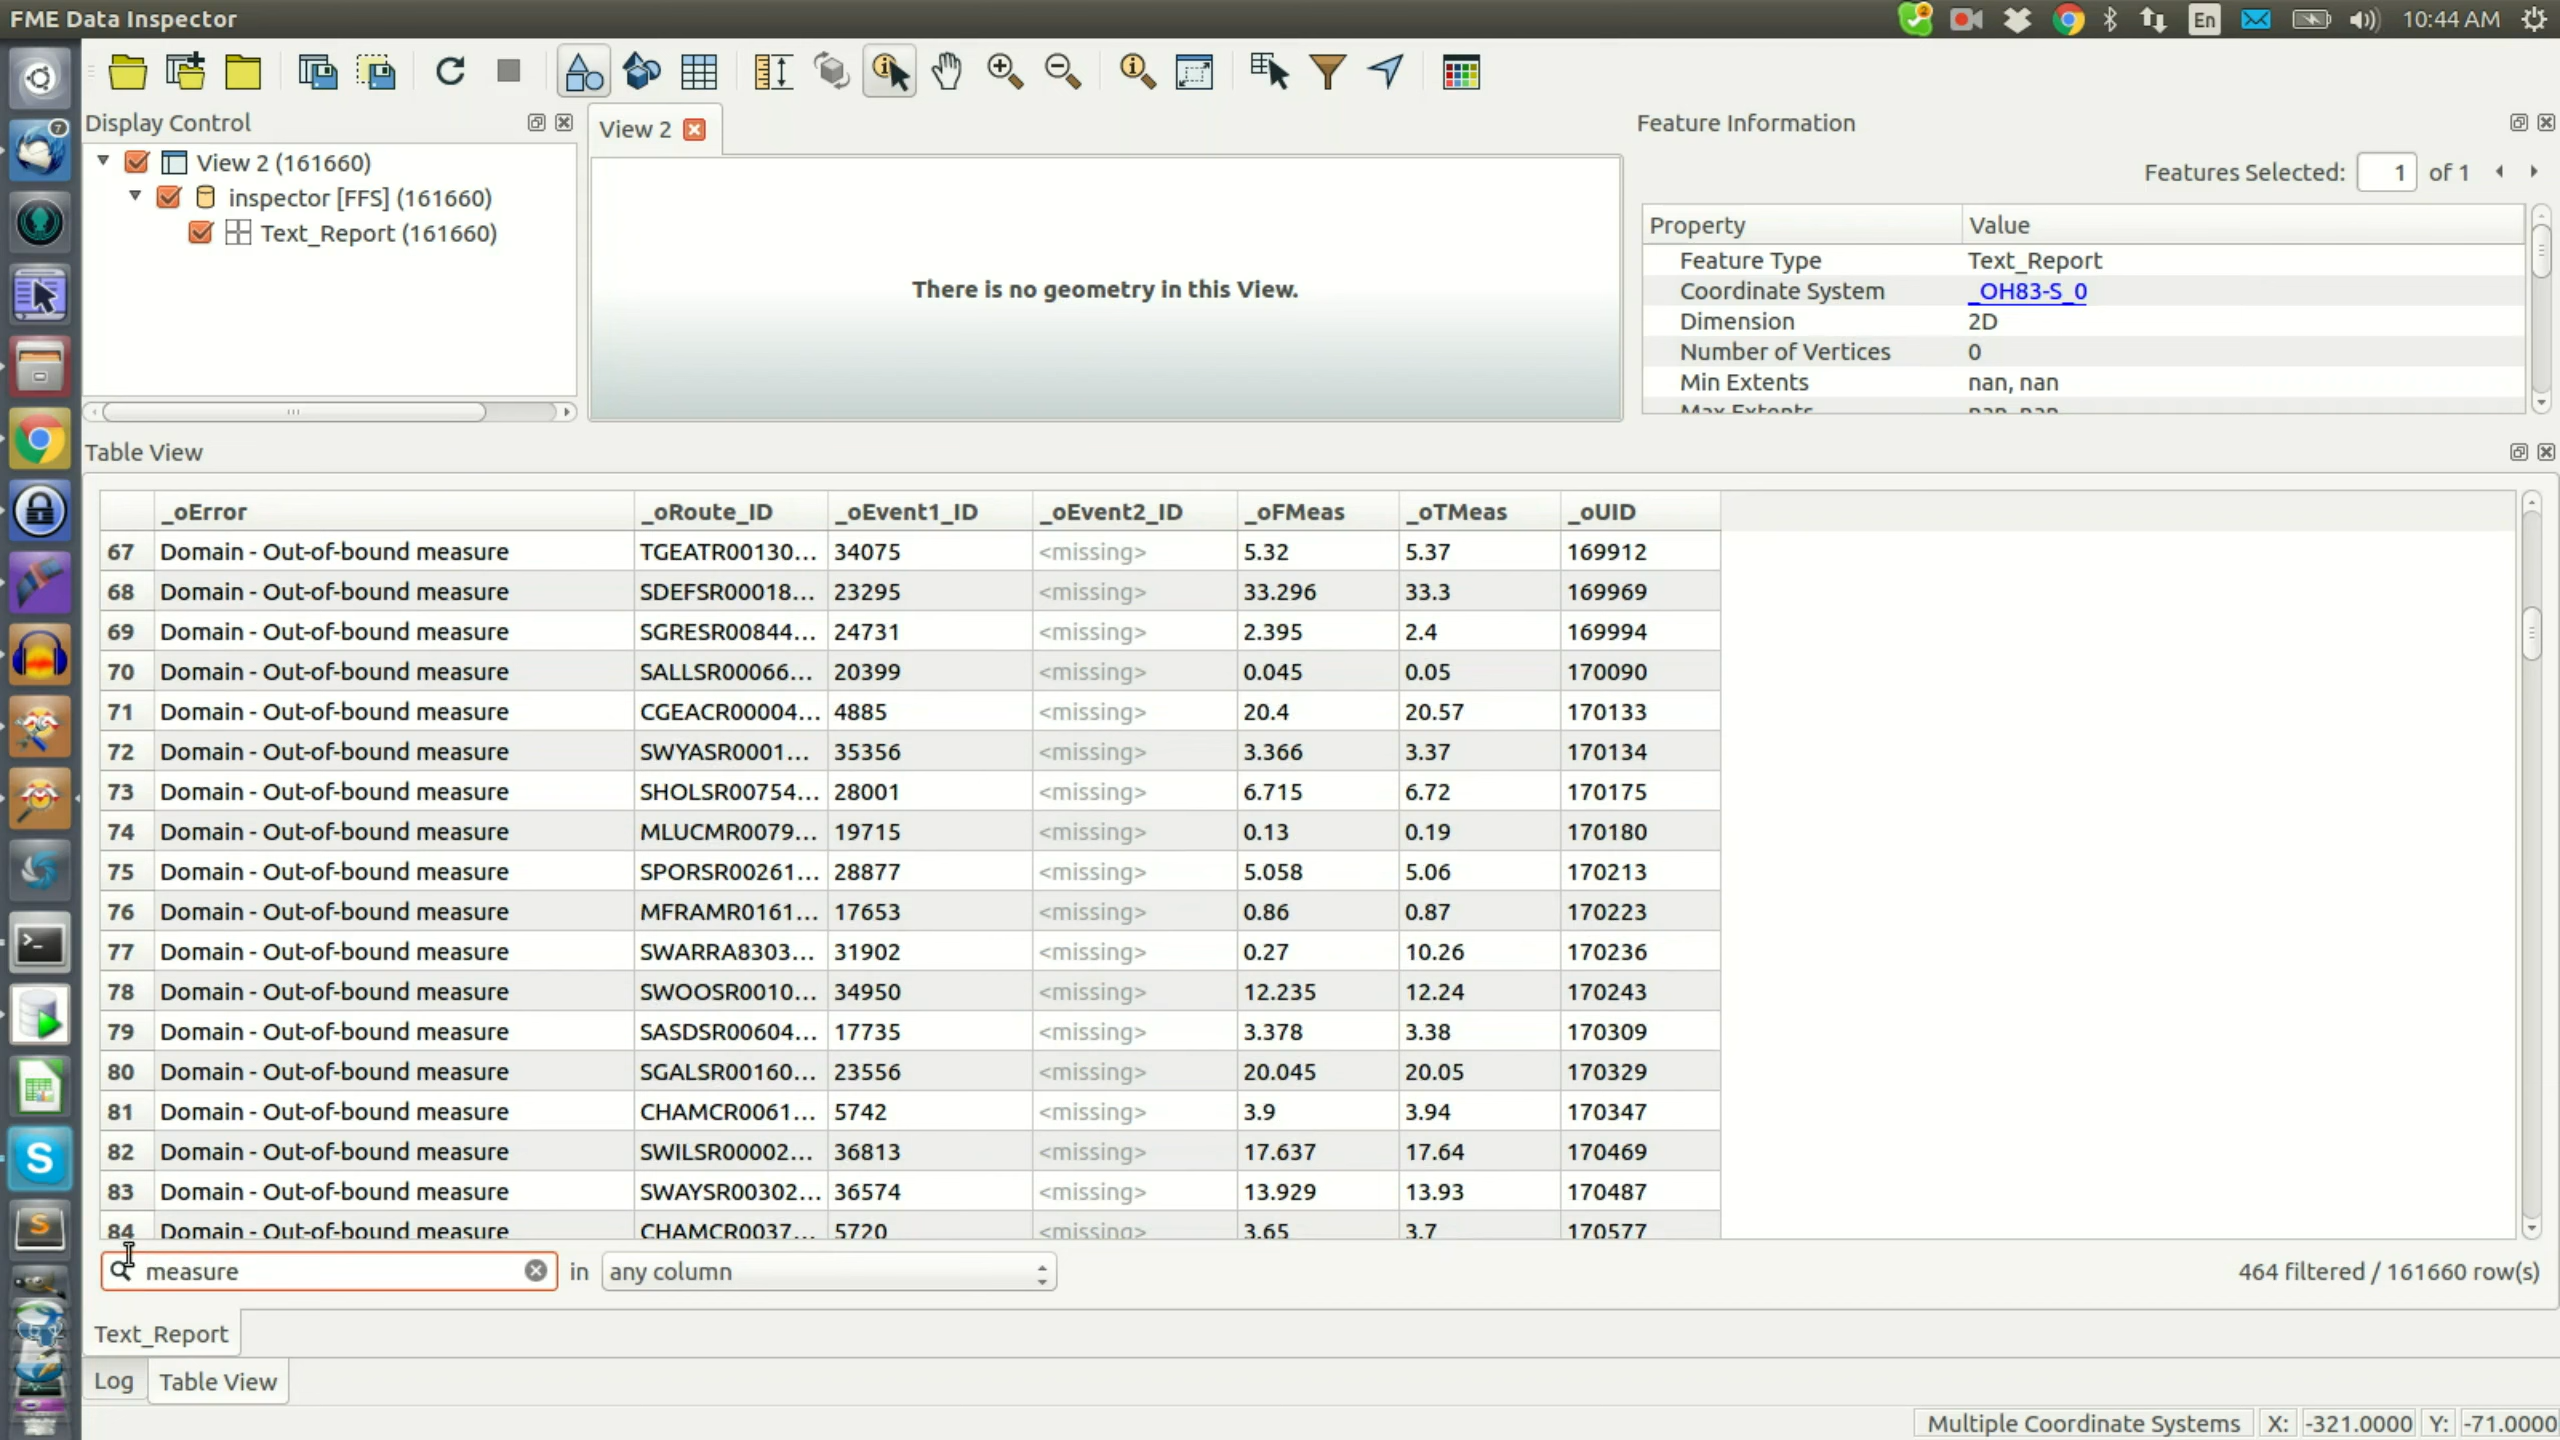 FME Data Inspector
2
En
10:44 AM
7
Display Control
View 2
Feature Information
View 2 (161660)
inspector [FFS] (161660)
Text_Report (161660)
There is no geometry in this View.
Features Selected: 1 of 1
Property Value
Feature Type Text_Report
Coordinate System _OH83-S_0
Dimension 2D
Number of Vertices 0
Min Extents nan, nan
Max Extents nan, nan
Table View
_oError _oRoute_ID _oEvent1_ID _oEvent2_ID _oFMeas _oTMeas _oUID
67 Domain - Out-of-bound measure TGEATR00130... 34075 <missing> 5.32 5.37 169912
68 Domain - Out-of-bound measure SDEFSR00018... 23295 <missing> 33.296 33.3 169969
69 Domain - Out-of-bound measure SGRESR00844... 24731 <missing> 2.395 2.4 169994
70 Domain - Out-of-bound measure SALLSR00066... 20399 <missing> 0.045 0.05 170090
71 Domain - Out-of-bound measure CGEACR00004... 4885 <missing> 20.4 20.57 170133
72 Domain - Out-of-bound measure SWYASR0001... 35356 <missing> 3.366 3.37 170134
73 Domain - Out-of-bound measure SHOLSR00754... 28001 <missing> 6.715 6.72 170175
74 Domain - Out-of-bound measure MLUCMR0079... 19715 <missing> 0.13 0.19 170180
75 Domain - Out-of-bound measure SPORSR00261... 28877 <missing> 5.058 5.06 170213
76 Domain - Out-of-bound measure MFRAMR0161... 17653 <missing> 0.86 0.87 170223
77 Domain - Out-of-bound measure SWARRA8303... 31902 <missing> 0.27 10.26 170236
78 Domain - Out-of-bound measure SWOOSR0010... 34950 <missing> 12.235 12.24 170243
79 Domain - Out-of-bound measure SASDSR00604... 17735 <missing> 3.378 3.38 170309
80 Domain - Out-of-bound measure SGALSR00160... 23556 <missing> 20.045 20.05 170329
81 Domain - Out-of-bound measure CHAMCR0061... 5742 <missing> 3.9 3.94 170347
82 Domain - Out-of-bound measure SWILSR00002... 36813 <missing> 17.637 17.64 170469
83 Domain - Out-of-bound measure SWAYSR00302... 36574 <missing> 13.929 13.93 170487
84 Domain - Out-of-bound measure CHAMCR0037... 5720 <missing> 3.65 3.7 170577
measure in any column 464 filtered / 161660 row(s)
Text_Report
Log Table View
Multiple Coordinate Systems X: -321.0000 Y: -71.0000